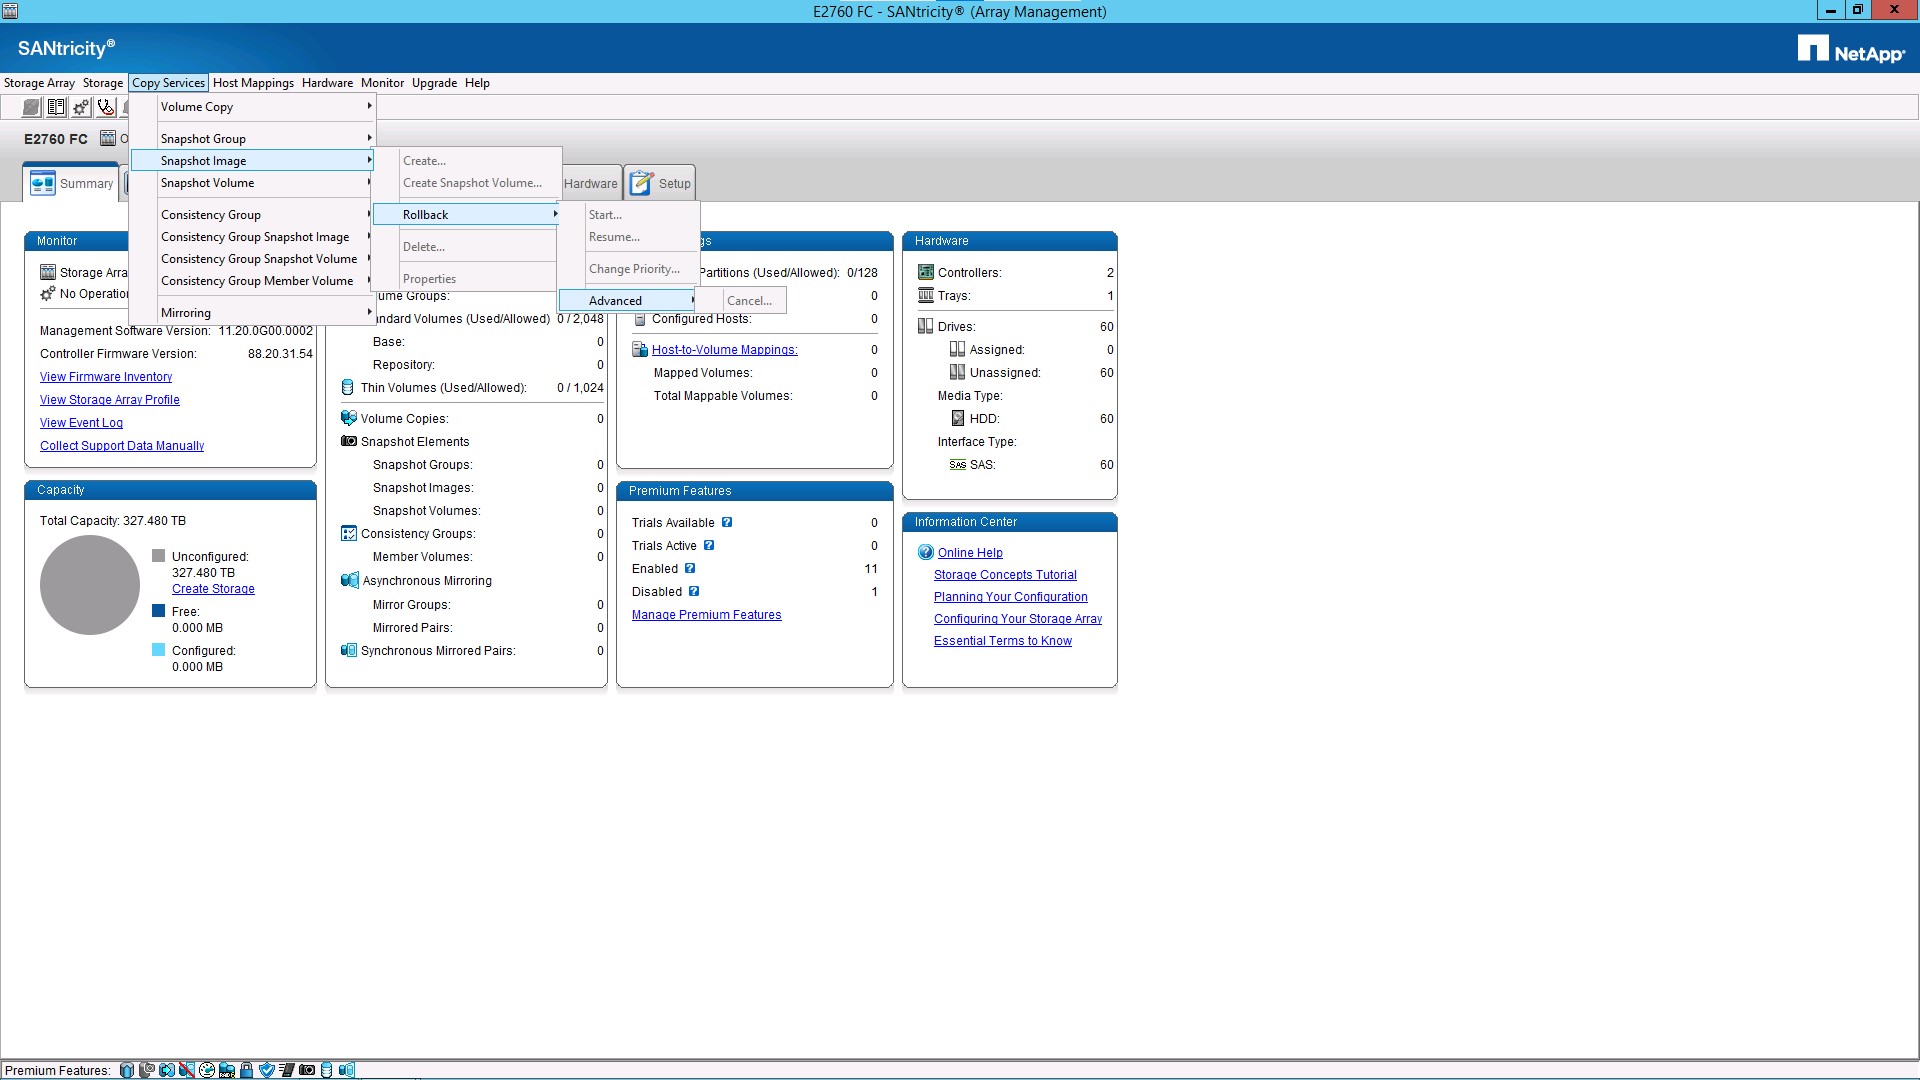 E2760 FC - SANtricity® (Array Management)
SANtricity®
NetApp®
Storage Array Storage Copy Services Host Mappings Hardware Monitor Upgrade Help
Volume Copy
E2760 FC O
Snapshot Group
Snapshot Image
Snapshot Volume
Consistency Group
Consistency Group Snapshot Image
Consistency Group Snapshot Volume
Consistency Group Member Volume
Mirroring
Create...
Create Snapshot Volume...
Rollback
Delete...
Properties
Start...
Resume...
Change Priority...
Advanced
Cancel...
Summary
Hardware
Setup
Monitor
Storage Arra
No Operation
Management Software Version: 11.20.0G00.0002
Controller Firmware Version: 88.20.31.54
View Firmware Inventory
View Storage Array Profile
View Event Log
Collect Support Data Manually
Capacity
Total Capacity: 327.480 TB
Unconfigured:
327.480 TB
Create Storage
Free:
0.000 MB
Configured:
0.000 MB
ume Groups: 0
andard Volumes (Used/Allowed) 0 / 2,048
Base: 0
Repository: 0
Thin Volumes (Used/Allowed): 0 / 1,024
Volume Copies: 0
Snapshot Elements
Snapshot Groups: 0
Snapshot Images: 0
Snapshot Volumes: 0
Consistency Groups: 0
Member Volumes: 0
Asynchronous Mirroring
Mirror Groups: 0
Mirrored Pairs: 0
Synchronous Mirrored Pairs: 0
gs
Partitions (Used/Allowed): 0/128
0
Configured Hosts: 0
Host-to-Volume Mappings: 0
Mapped Volumes: 0
Total Mappable Volumes: 0
Premium Features
Trials Available ? 0
Trials Active ? 0
Enabled ? 11
Disabled ? 1
Manage Premium Features
Hardware
Controllers: 2
Trays: 1
Drives: 60
Assigned: 0
Unassigned: 60
Media Type:
HDD: 60
Interface Type:
SAS SAS: 60
Information Center
? Online Help
Storage Concepts Tutorial
Planning Your Configuration
Configuring Your Storage Array
Essential Terms to Know
Premium Features: